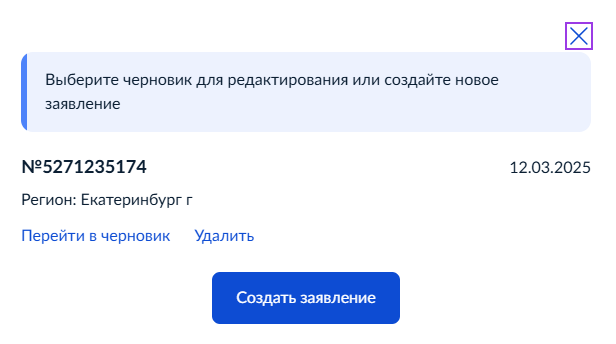 Выберите черновик для редактирования или создайте новое
заявление
№5271235174 12.03.2025
Регион: Екатеринбург г
Перейти в черновик Удалить
Создать заявление